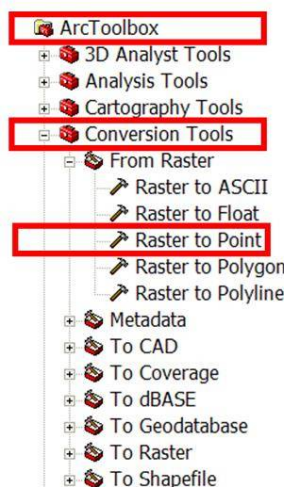 ArcToolbox
3D Analyst Tools
Analysis Tools
Cartography Tools
Conversion Tools
From Raster
Raster to ASCII
Raster to Float
Raster to Point
Raster to Polygon
Raster to Polyline
Metadata
To CAD
To Coverage
To dBASE
To Geodatabase
To Raster
To Shapefile